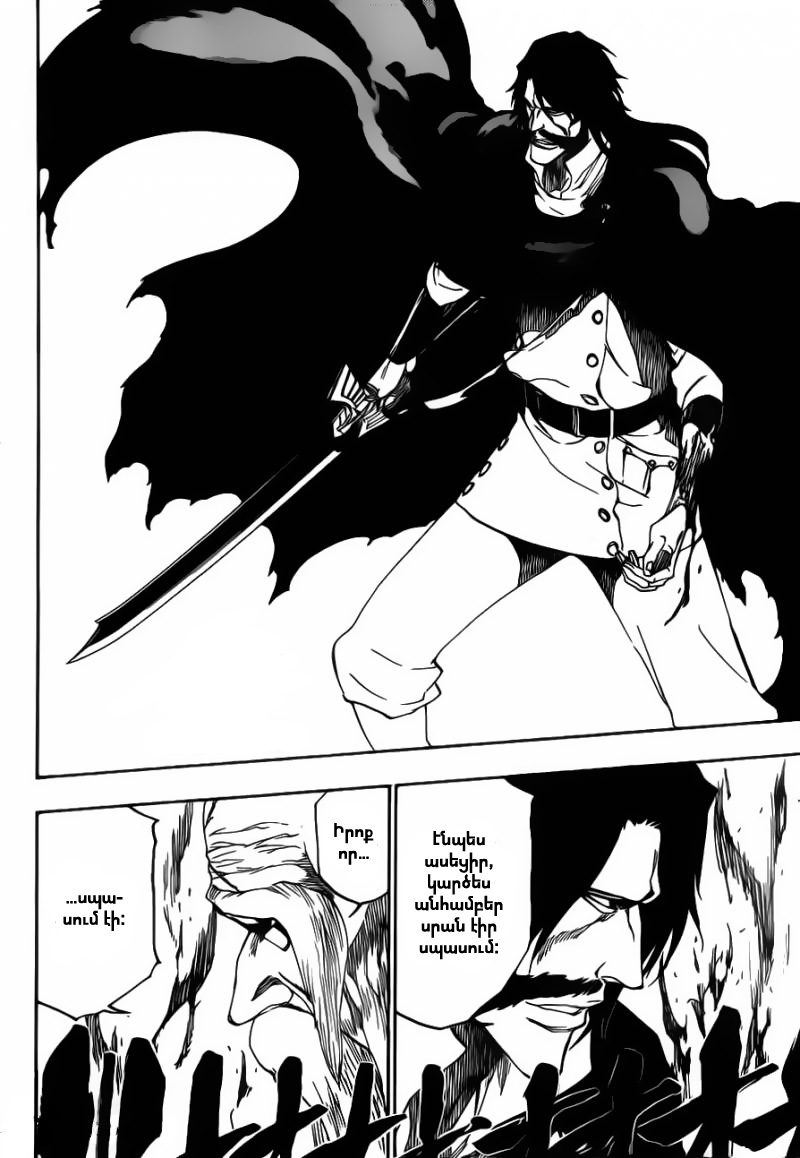 էնպես
ասեցիր,
կարծես
անհամբեր
սրան էիր
սպասում:
Իրոք
որ...
...սպա-
սում էի: